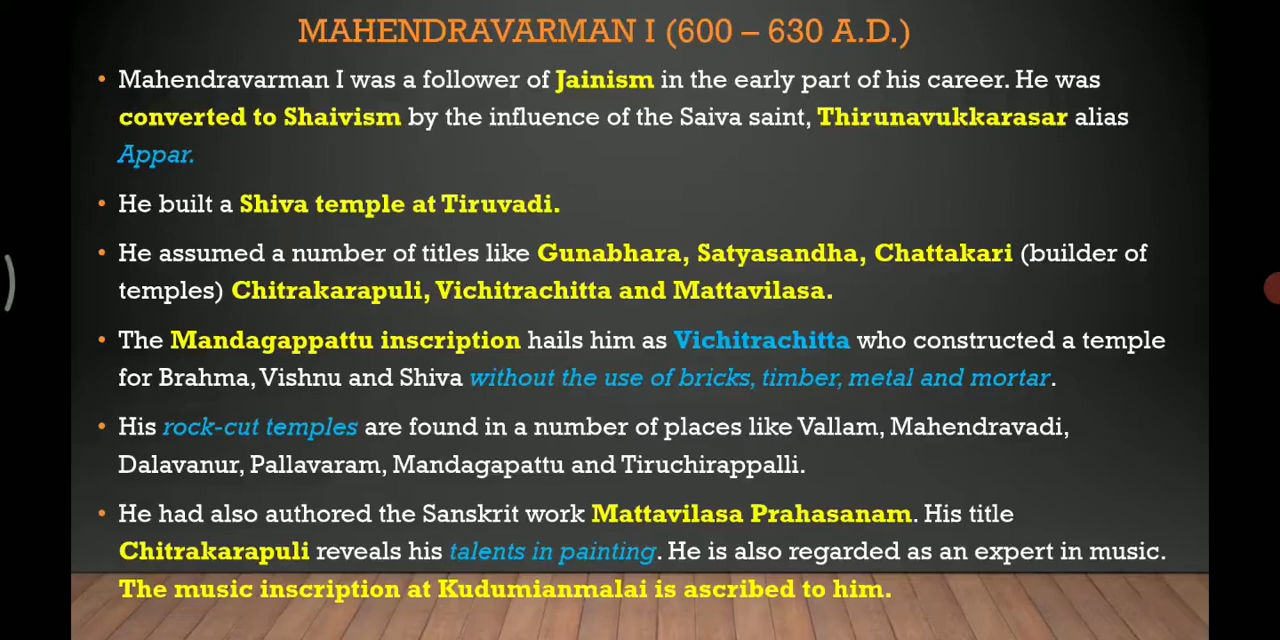 MAHENDRAVARMAN I (600 – 630 A.D.)
• Mahendravarman I was a follower of Jainism in the early part of his career. He was
converted to Shaivism by the influence of the Saiva saint, Thirunavukkarasar alias
Appar.
• He built a Shiva temple at Tiruvadi.
• He assumed a number of titles like Gunabhara, Satyasandha, Chattakari (builder of
temples) Chitrakarapuli, Vichitrachitta and Mattavilasa.
• The Mandagappattu inscription hails him as Vichitrachitta who constructed a temple
for Brahma, Vishnu and Shiva without the use of bricks, timber, metal and mortar.
• His rock-cut temples are found in a number of places like Vallam, Mahendravadi,
Dalavanur, Pallavaram, Mandagapattu and Tiruchirappalli.
• He had also authored the Sanskrit work Mattavilasa Prahasanam. His title
Chitrakarapuli reveals his talents in painting. He is also regarded as an expert in music.
The music inscription at Kudumianmalai is ascribed to him.